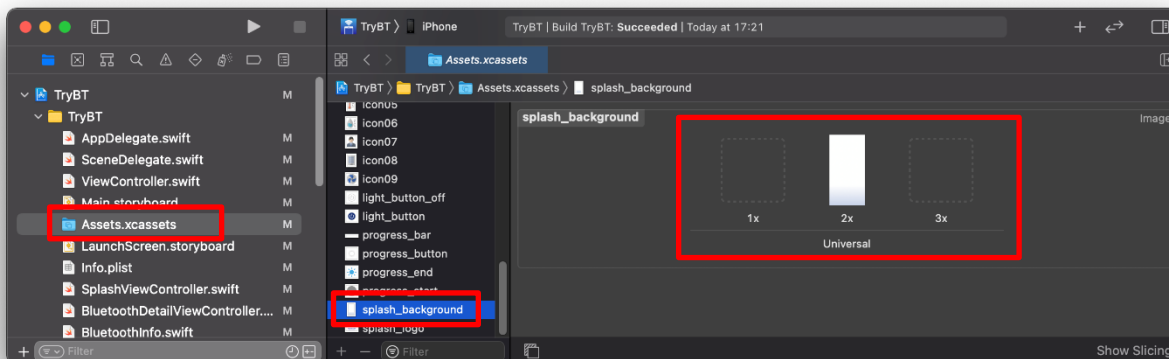 TryBT
iPhone
TryBT | Build TryBT: Succeeded | Today at 17:21
Assets.xcassets
TryBT
TryBT
Assets.xcassets
splash_background
TryBT M
TryBT
AppDelegate.swift M
SceneDelegate.swift M
ViewController.swift M
Main.storyboard M
Assets.xcassets M
LaunchScreen.storyboard M
Info.plist M
SplashViewController.swift M
BluetoothDetailViewController.... M
BluetoothInfo.swift M
Filter
icon05
icon06
icon07
icon08
icon09
light_button_off
light_button
progress_bar
progress_button
progress_end
progress_start
splash_background
splash_logo
Filter
splash_background
Image
1x 2x 3x
Universal
Show Slicing